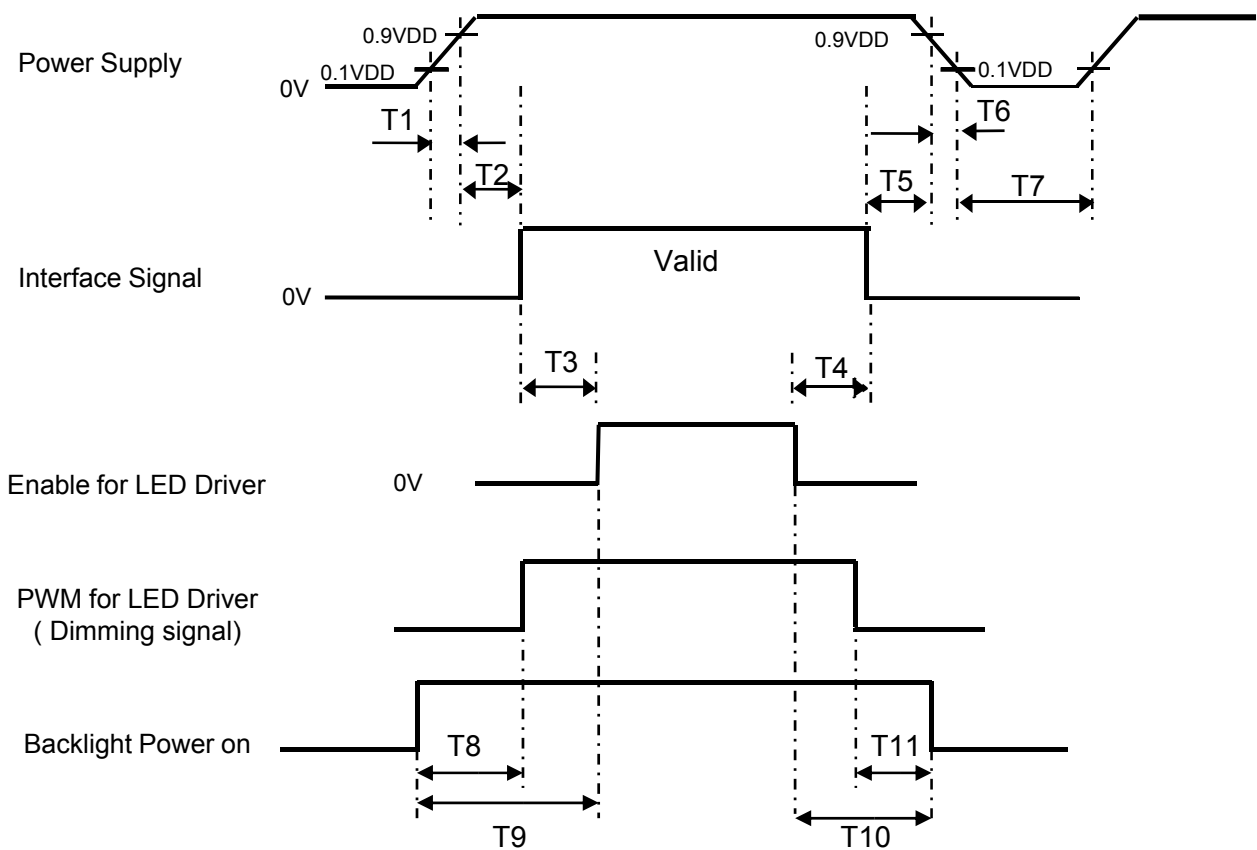 0.9VDD
0.9VDD
Power Supply
0.1VDD
0.1VDD
0V
T1
T6
T2
T5
T7
Valid
Interface Signal
0V
T3
T4
Enable for LED Driver
0V
PWM for LED Driver
( Dimming signal)
Backlight Power on
T8
T11
T9
T10